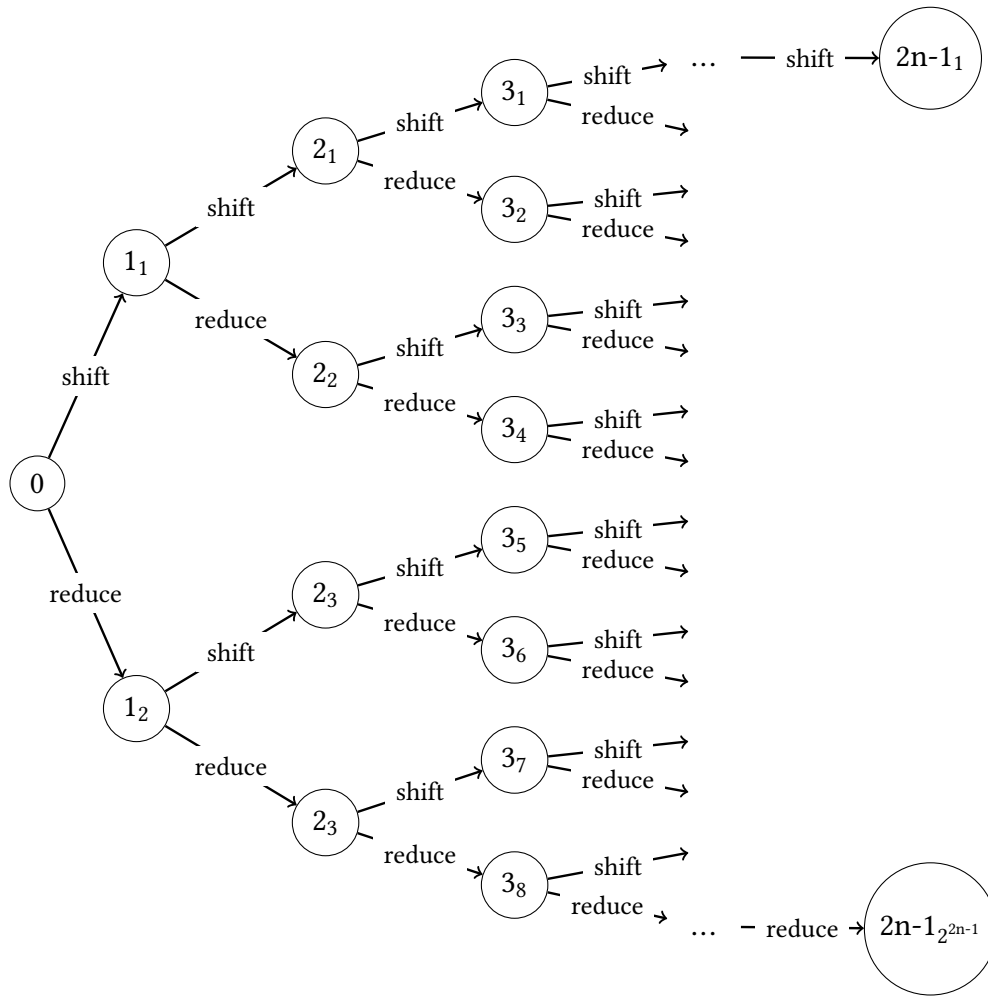 shift
... shift 2n-1₁
3₁
reduce
shift
2₁
reduce
3₂
shift
reduce
shift
1₁
reduce
shift
3₃
shift
reduce
2₂
reduce
3₄
shift
reduce
shift
0
reduce
shift
3₅
shift
reduce
2₃
reduce
3₆
shift
reduce
shift
1₂
reduce
shift
3₇
shift
reduce
2₃
reduce
3₈
shift
reduce
... reduce 2n-1₂²ⁿ⁻¹